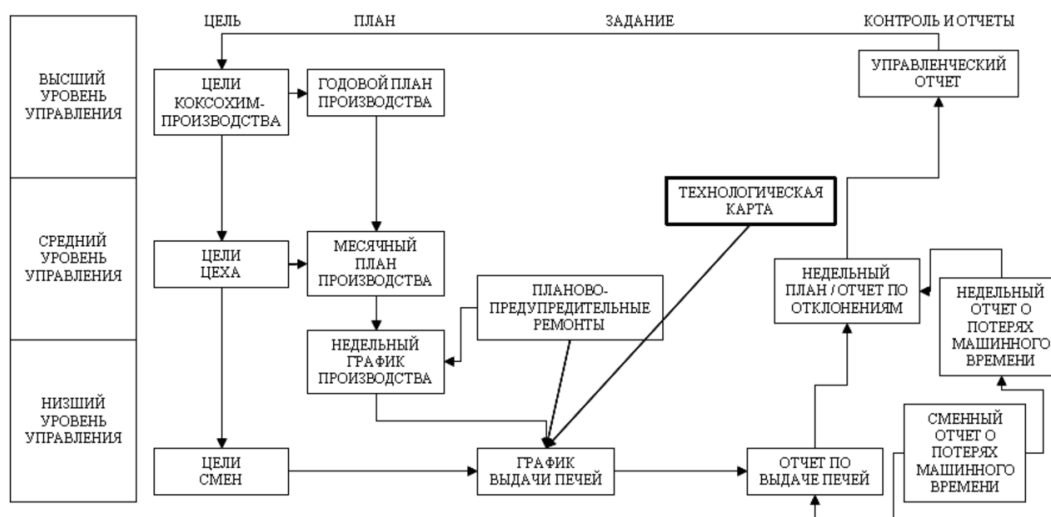 ЦЕЛЬ
ПЛАН
ЗАДАНИЕ
КОНТРОЛЬ И ОТЧЕТЫ
ВЫСШИЙ
УРОВЕНЬ
УПРАВЛЕНИЯ
ЦЕЛИ
КОКСОХИМ-
ПРОИЗВОДСТВА
ГОДОВОЙ ПЛАН
ПРОИЗВОДСТВА
УПРАВЛЕНЧЕСКИЙ
ОТЧЕТ
ТЕХНОЛОГИЧЕСКАЯ
КАРТА
СРЕДНИЙ
УРОВЕНЬ
УПРАВЛЕНИЯ
ЦЕЛИ
ЦЕХА
МЕСЯЧНЫЙ
ПЛАН
ПРОИЗВОДСТВА
ПЛАНОВО-
ПРЕДУПРЕДИТЕЛЬНЫЕ
РЕМОНТЫ
НЕДЕЛЬНЫЙ
ПЛАН / ОТЧЕТ ПО
ОТКЛОНЕНИЯМ
НЕДЕЛЬНЫЙ
ОТЧЕТ О
ПОТЕРЯХ
МАШИННОГО
ВРЕМЕНИ
НЕДЕЛЬНЫЙ
ГРАФИК
ПРОИЗВОДСТВА
НИЗШИЙ
УРОВЕНЬ
УПРАВЛЕНИЯ
ЦЕЛИ
СМЕН
ГРАФИК
ВЫДАЧИ ПЕЧЕЙ
ОТЧЕТ ПО
ВЫДАЧЕ ПЕЧЕЙ
СМЕННЫЙ
ОТЧЕТ О
ПОТЕРЯХ
МАШИННОГО
ВРЕМЕНИ